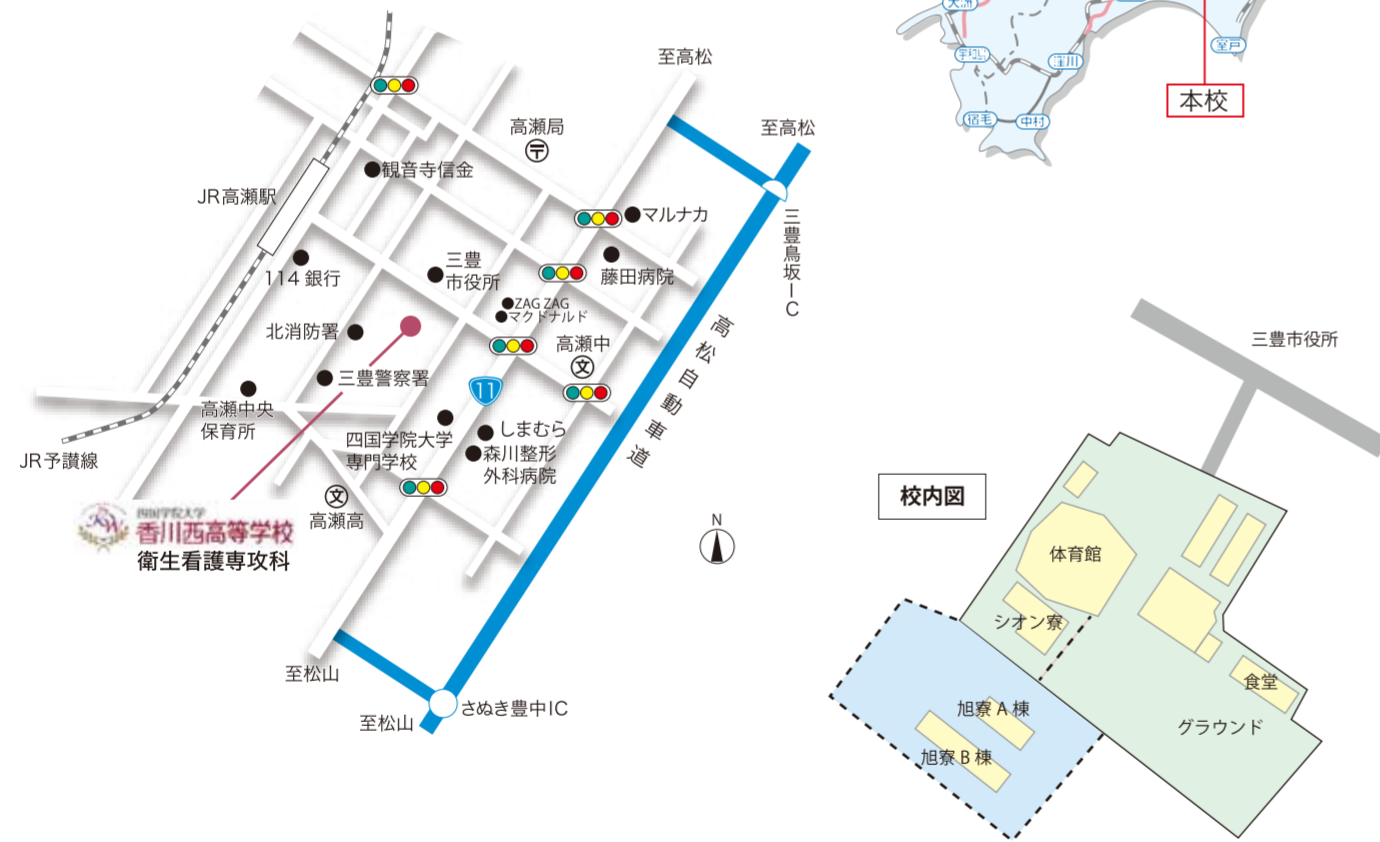 至高松
至高松
高瀬局
観音寺信金
JR高瀬駅
マルナカ
三豊鳥坂IC
藤田病院
三豊
市役所
114 銀行
ZAG ZAG
マクドナルド
北消防署
高瀬中
文
高松自動車道
三豊警察署
11
高瀬中央
保育所
しまむら
四国学院大学
専門学校
森川整形
外科病院
JR予讃線
文
高瀬高
四国学院大学
香川西高等学校
衛生看護専攻科
N
至松山
至松山
さぬき豊中IC
大洲
宇和島
窪川
室戸
宿毛
中村
本校
三豊市役所
校内図
体育館
シオン寮
食堂
旭寮 A 棟
グラウンド
旭寮 B 棟